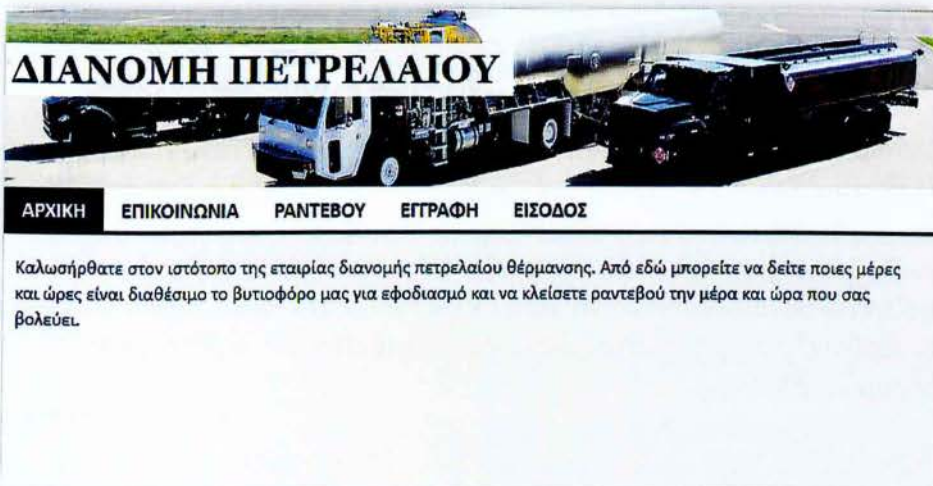 ΔΙΑΝΟΜΗ ΠΕΤΡΕΛΑΙΟΥ
ΑΡΧΙΚΗ ΕΠΙΚΟΙΝΩΝΙΑ ΡΑΝΤΕΒΟΥ ΕΓΓΡΑΦΗ ΕΙΣΟΔΟΣ
Καλωσήρθατε στον ιστότοπο της εταιρίας διανομής πετρελαίου θέρμανσης. Από εδώ μπορείτε να δείτε ποιες μέρες
και ώρες είναι διαθέσιμο το βυτιοφόρο μας για εφοδιασμό και να κλείσετε ραντεβού την μέρα και ώρα που σας
βολεύει.